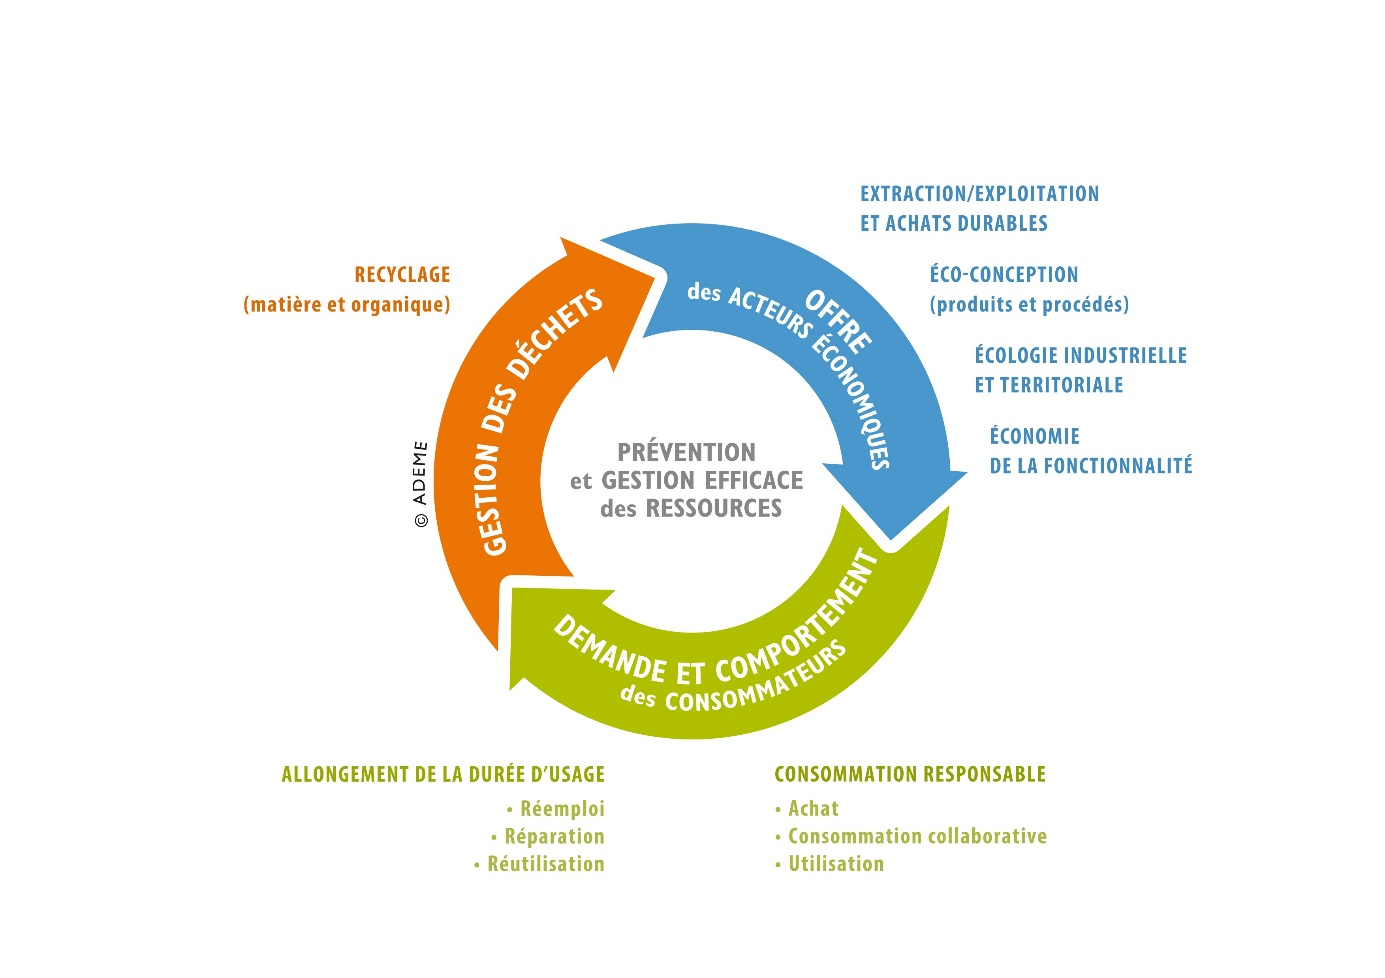 EXTRACTION/EXPLOITATION
ET ACHATS DURABLES
ÉCO-CONCEPTION
(produits et procédés)
ÉCOLOGIE INDUSTRIELLE
ET TERRITORIALE
ÉCONOMIE
DE LA FONCTIONNALITÉ
RECYCLAGE
(matière et organique)
OFFRE
des ACTEURS ÉCONOMIQUES
GESTION DES DÉCHETS
PRÉVENTION
et GESTION EFFICACE
des RESSOURCES
© ADEME
DEMANDE ET COMPORTEMENT
des CONSOMMATEURS
ALLONGEMENT DE LA DURÉE D'USAGE
• Réemploi
• Réparation
• Réutilisation
CONSOMMATION RESPONSABLE
• Achat
• Consommation collaborative
• Utilisation